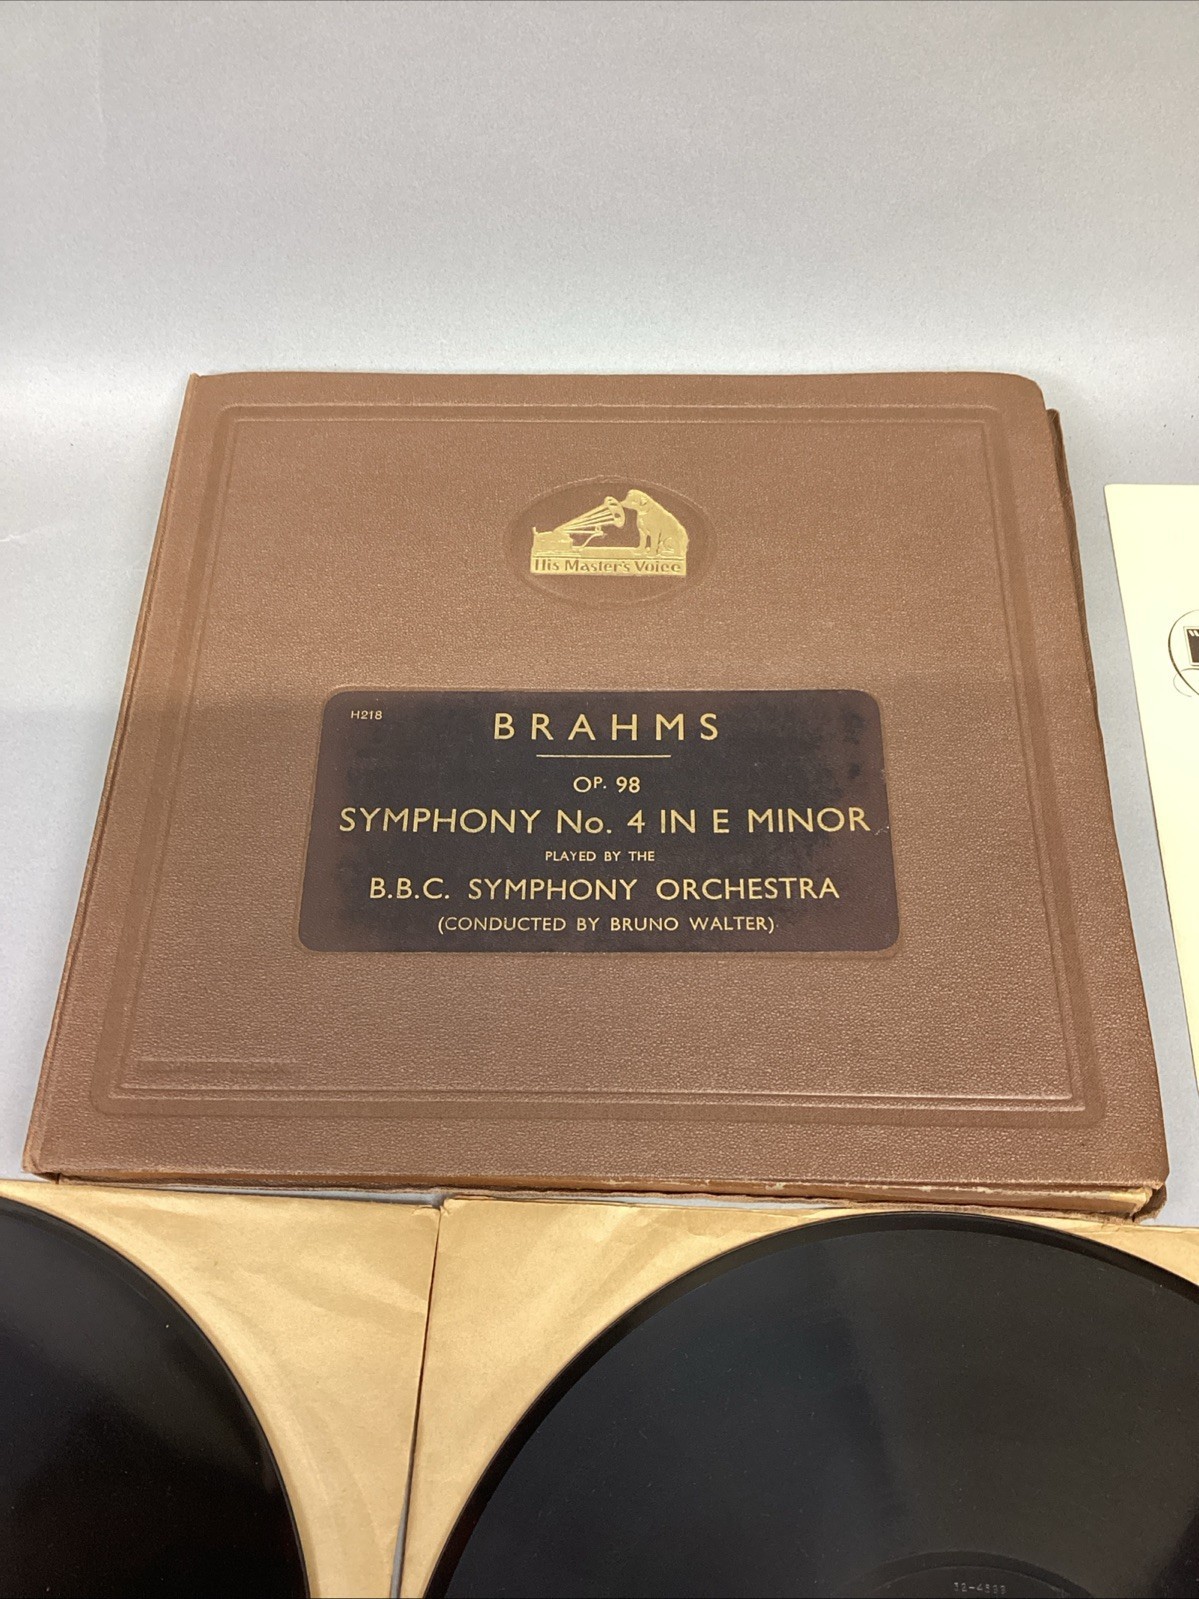 His Master's Voice
H218
BRAHMS
OP. 98
SYMPHONY No. 4 IN E MINOR
PLAYED BY THE
B.B.C. SYMPHONY ORCHESTRA
(CONDUCTED BY BRUNO WALTER)